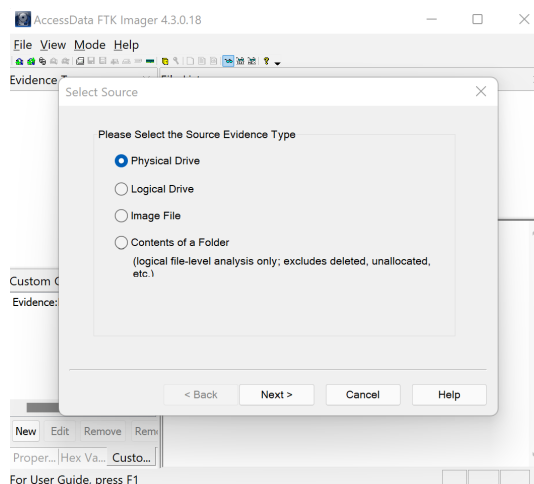 AccessData FTK Imager 4.3.0.18
File View Mode Help
Evidence
Select Source
Please Select the Source Evidence Type
Physical Drive
Logical Drive
Image File
Contents of a Folder
(logical file-level analysis only; excludes deleted, unallocated,
etc.)
Custom C
Evidence:
< Back Next > Cancel Help
New Edit Remove Remo
Proper... Hex Va... Custo...
For User Guide, press F1